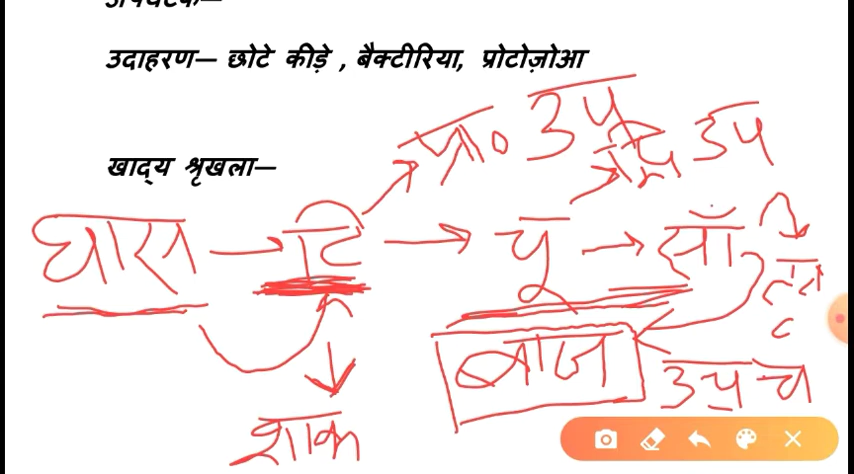 उदाहरण— छोटे कीड़े , बैक्टीरिया, प्रोटोज़ोआ
प्रा० उप
द्वि उप
खाद्य श्रृखला—
घास → टि → चू → साँ
बाज
उप च
शाक